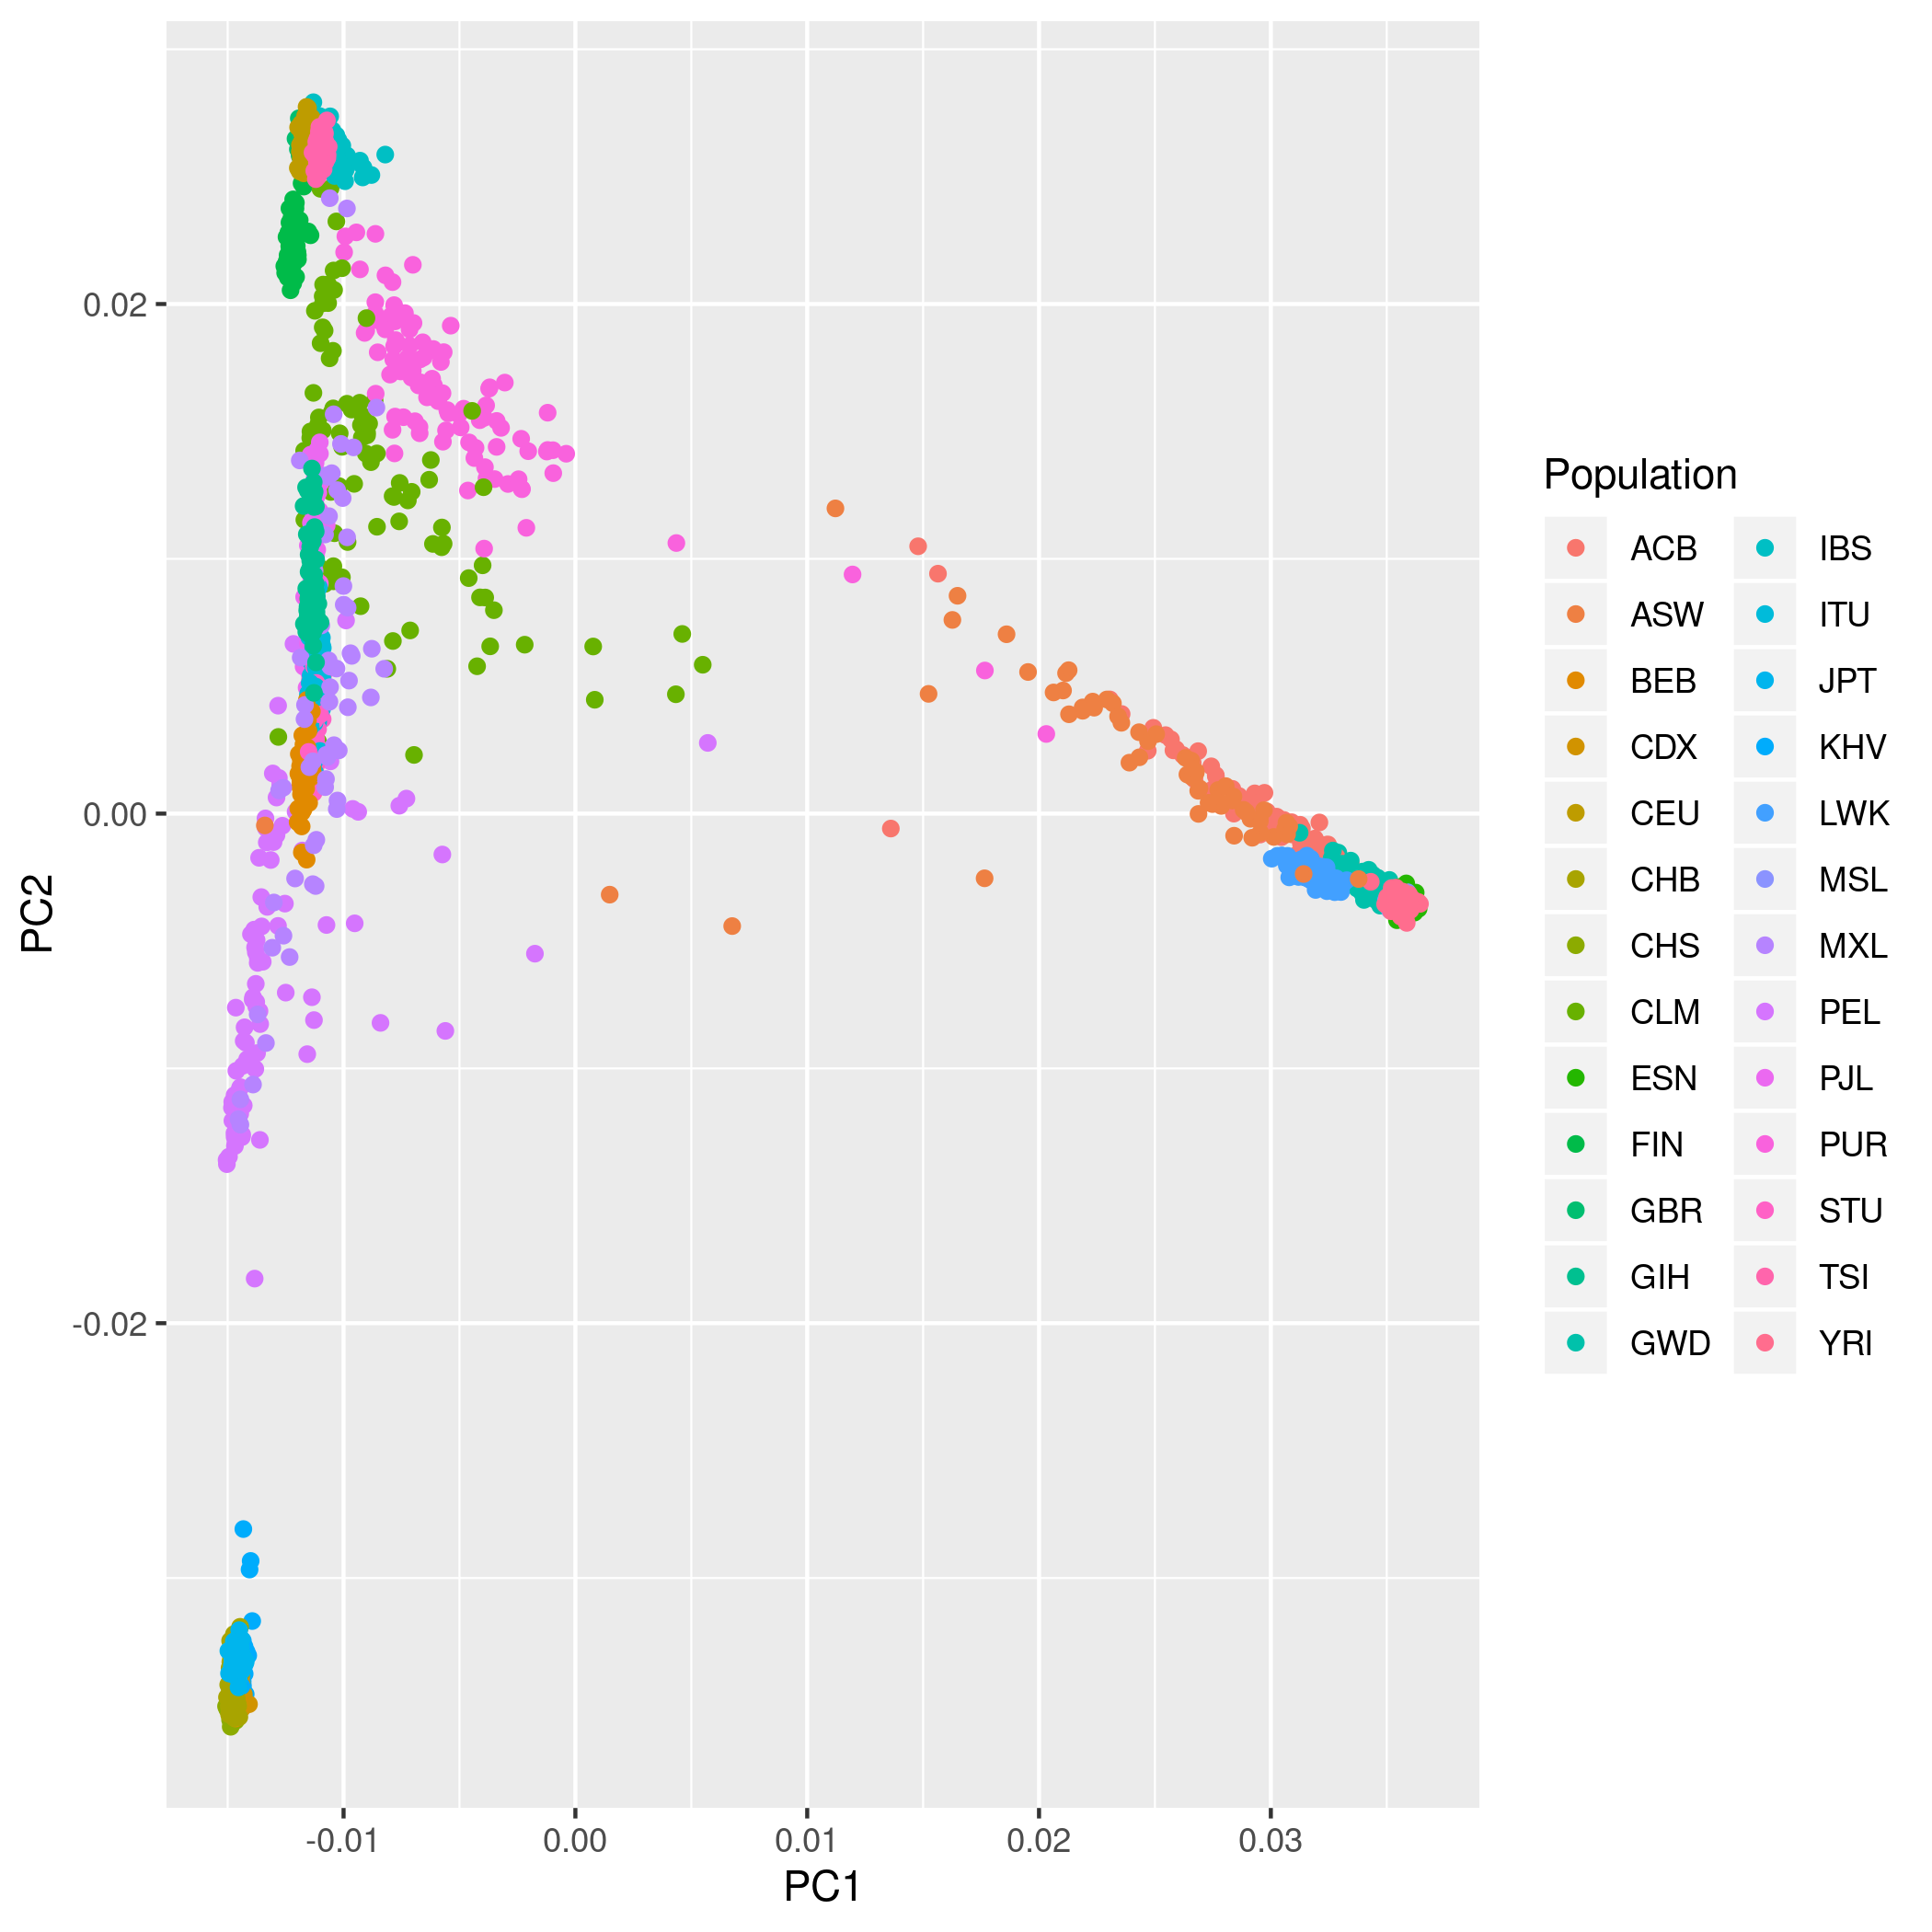 PC2
0.02
0.00
-0.02
-0.01
0.00
0.01
0.02
0.03
PC1
Population
ACB
ASW
BEB
CDX
CEU
CHB
CHS
CLM
ESN
FIN
GBR
GIH
GWD
IBS
ITU
JPT
KHV
LWK
MSL
MXL
PEL
PJL
PUR
STU
TSI
YRI